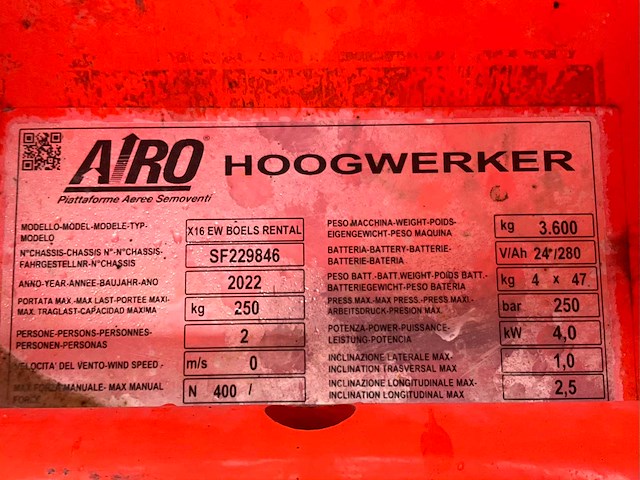 AIRO
HOOGWERKER
Piattaforme Aeree Semoventi
MODELLO-MODEL-MODELE-TYP-
MODELO
X16 EW BOELS RENTAL
N°CHASSIS-CHASSIS N°-N°CHASSIS-
FAHRGESTELLNR-N°CHASSIS
SF229846
ANNO-YEAR-ANNEE-BAUJAHR-ANO
2022
PORTATA MAX.-MAX LAST-PORTEE MAXI-
MAX. TRAGLAST-CAPACIDAD MAXIMA
kg 250
PERSONE-PERSONS-PERSONNES-
PERSONEN-PERSONAS
2
VELOCITA' DEL VENTO-WIND SPEED -
m/s 0
MAX FORZA MANUALE- MAX MANUAL
FORCE
N 400 /
PESO MACCHINA-WEIGHT-POIDS-
EIGENGEWICHT-PESO MAQUINA
kg 3.600
BATTERIA-BATTERY-BATTERIE-
BATTERIE-BATERIA
V/Ah 24*/280
PESO BATT.-BATT.WEIGHT-POIDS BATT.-
BATTERIEGEWICHT-PESO BATERIA
kg 4 x 47
PRESS MAX.-MAX PRESS.-PRESS MAXI.-
ARBEITSDRUCK-PRESION MAX.
bar 250
POTENZA-POWER-PUISSANCE-
LEISTUNG-POTENCIA
kW 4,0
INCLINAZIONE LATERALE MAX-
INCLINATION TRASVERSAL MAX
1,0
INCLINAZIONE LONGITUDINALE MAX-
INCLINATION LONGITUDINAL MAX
2,5